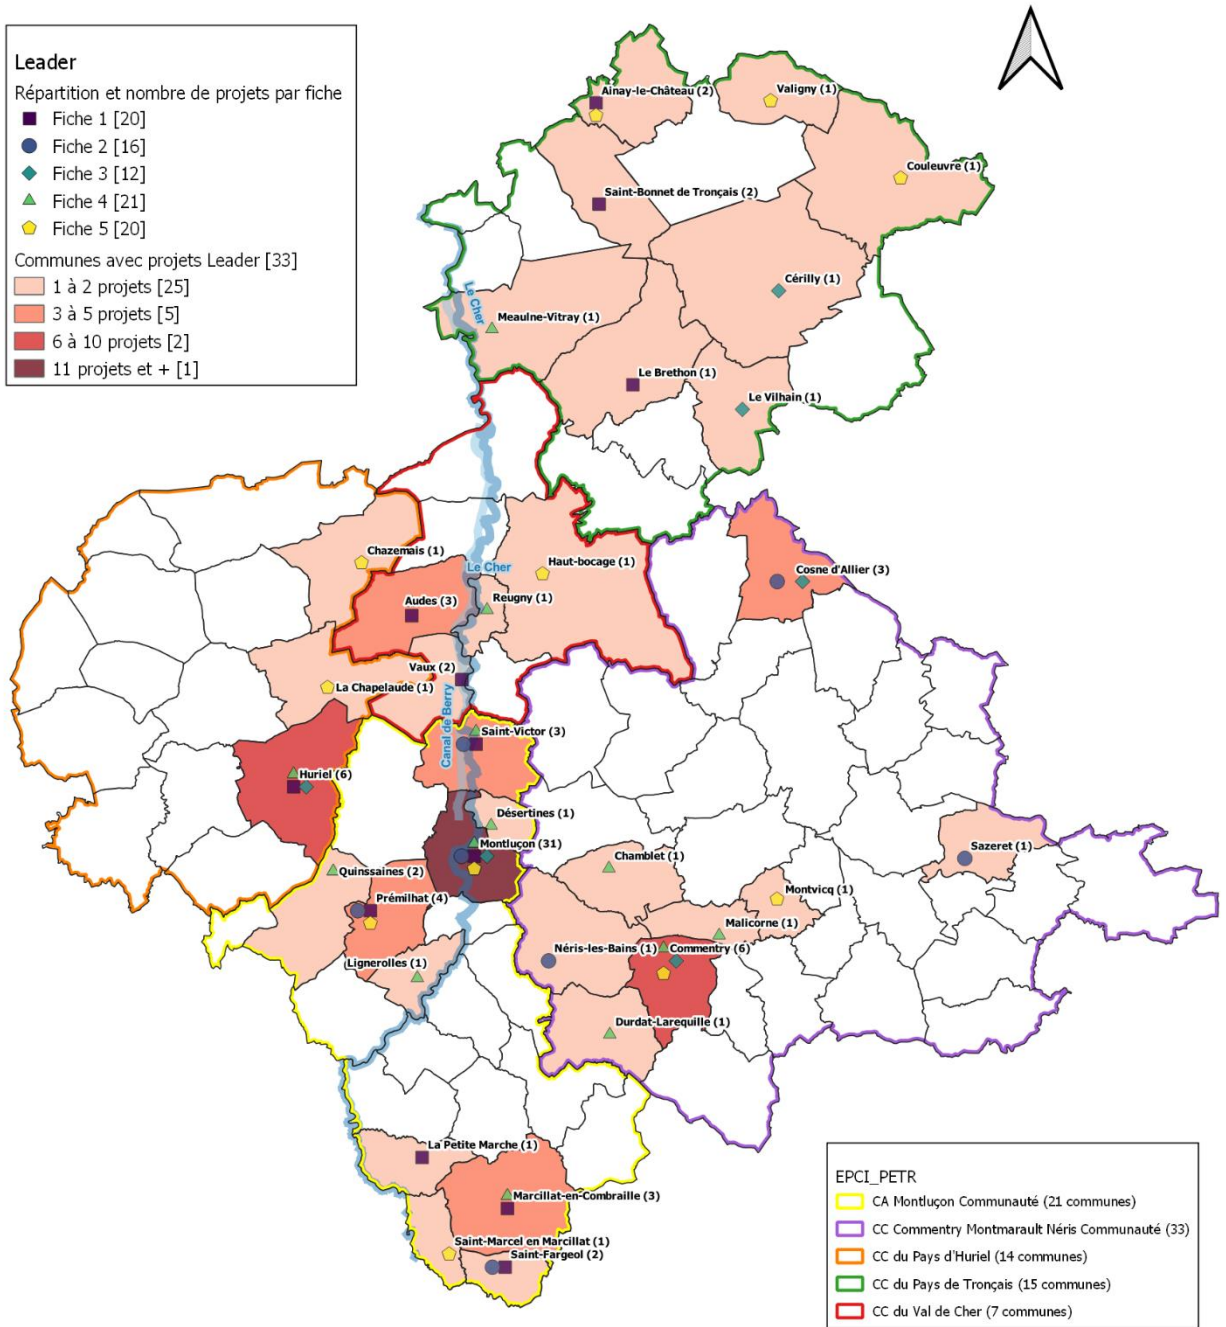 Leader
Répartition et nombre de projets par fiche
Fiche 1 [20]
Fiche 2 [16]
Fiche 3 [12]
Fiche 4 [21]
Fiche 5 [20]
Communes avec projets Leader [33]
1 à 2 projets [25]
3 à 5 projets [5]
6 à 10 projets [2]
11 projets et + [1]
Ainay-le-Château (2)
Valigny (1)
Couleuvre (1)
Saint-Bonnet de Tronçais (2)
Cérilly (1)
Le Cher
Meaulne-Vitray (1)
Le Brethon (1)
Le Vilhain (1)
Chazemais (1)
Haut-bocage (1)
Le Cher
Cosne d'Allier (3)
Audes (3)
Reugny (1)
Vaux (2)
La Chapelaude (1)
Canal de Berry
Saint-Victor (3)
Huriel (6)
Désertines (1)
Montluçon (31)
Sazeret (1)
Chamblet (1)
Quinssaines (2)
Montvicq (1)
Prémilhat (4)
Malicorne (1)
Néris-les-Bains (1)
Commentry (6)
Lignerolles (1)
Durdat-Larequille (1)
La Petite Marche (1)
Marcillat-en-Combraille (3)
Saint-Marcel en Marcillat (1)
Saint-Fargeol (2)
EPCI_PETR
CA Montluçon Communauté (21 communes)
CC Commentry Montmarault Néris Communauté (33)
CC du Pays d'Huriel (14 communes)
CC du Pays de Tronçais (15 communes)
CC du Val de Cher (7 communes)